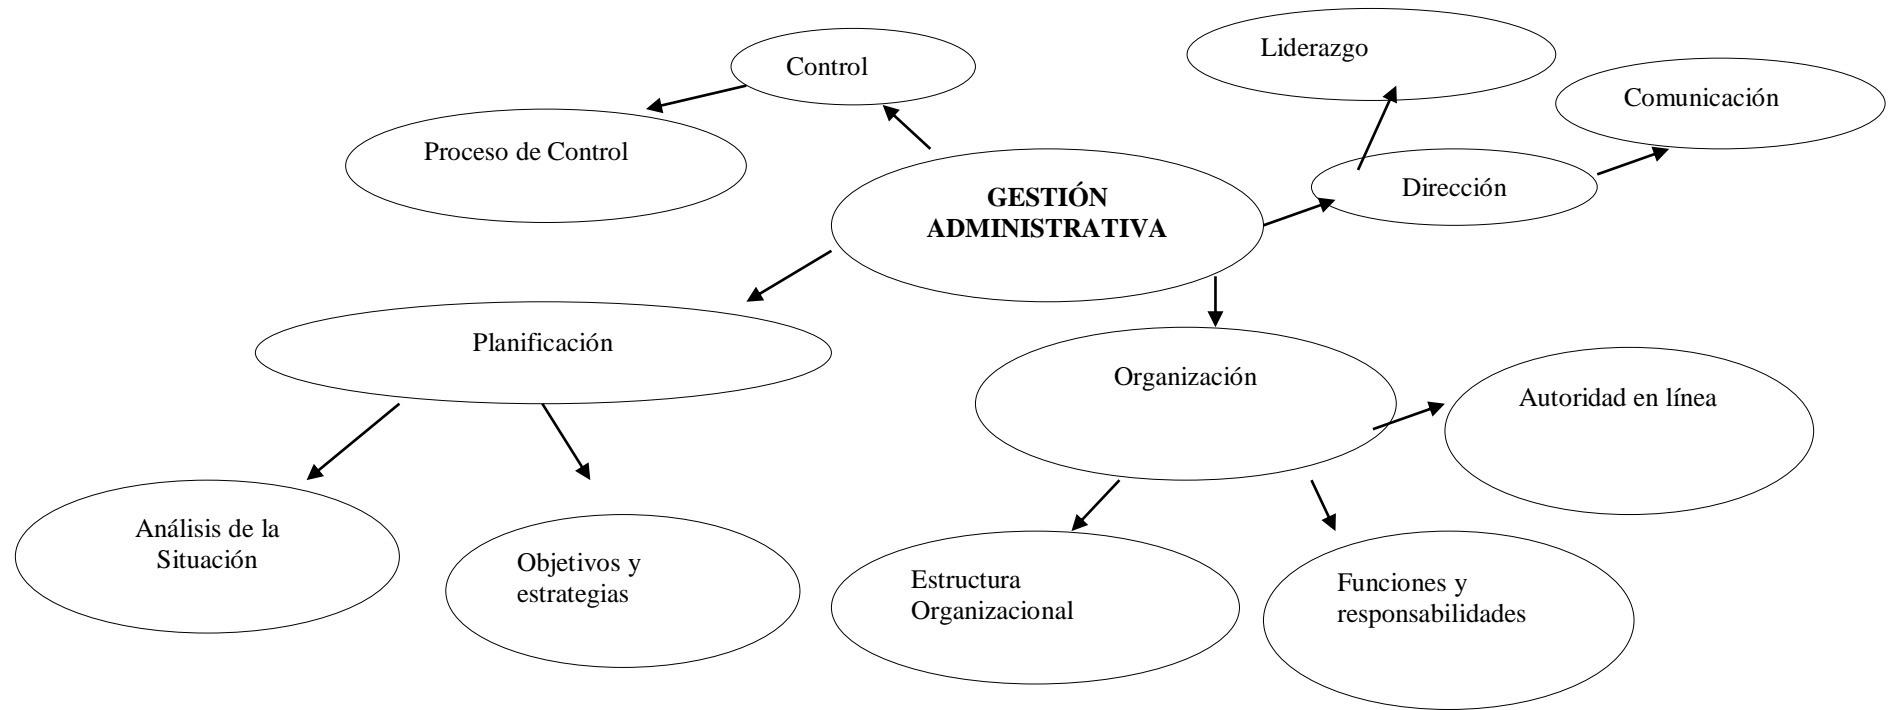 Liderazgo
Control
Comunicación
Proceso de Control
Dirección
GESTIÓN
ADMINISTRATIVA
Planificación
Organización
Autoridad en línea
Análisis de la
Situación
Objetivos y
estrategias
Estructura
Organizacional
Funciones y
responsabilidades